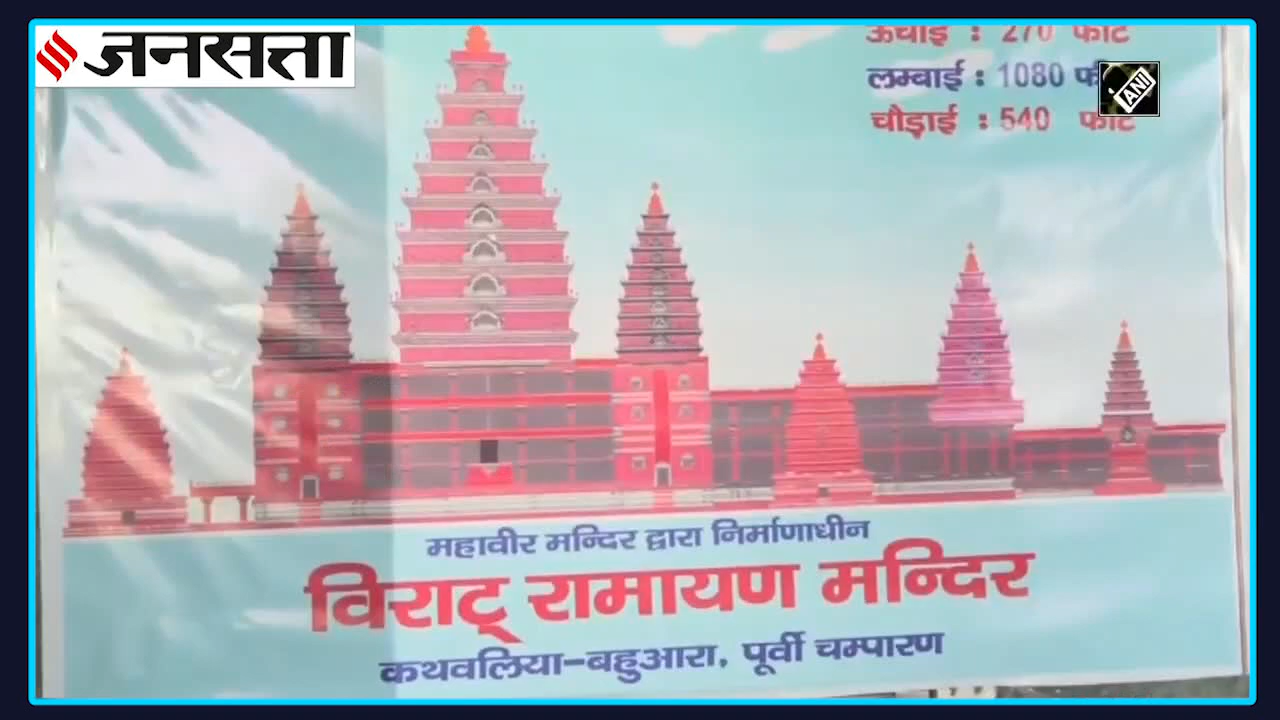 जनसत्ता
ऊँचाई : 270 फीट
लम्बाई : 1080
ANI
चौड़ाई : 540 फीट
महावीर मन्दिर द्वारा निर्माणाधीन
विराट् रामायण मन्दिर
कथवलिया-बहुआरा, पूर्वी चम्पारण